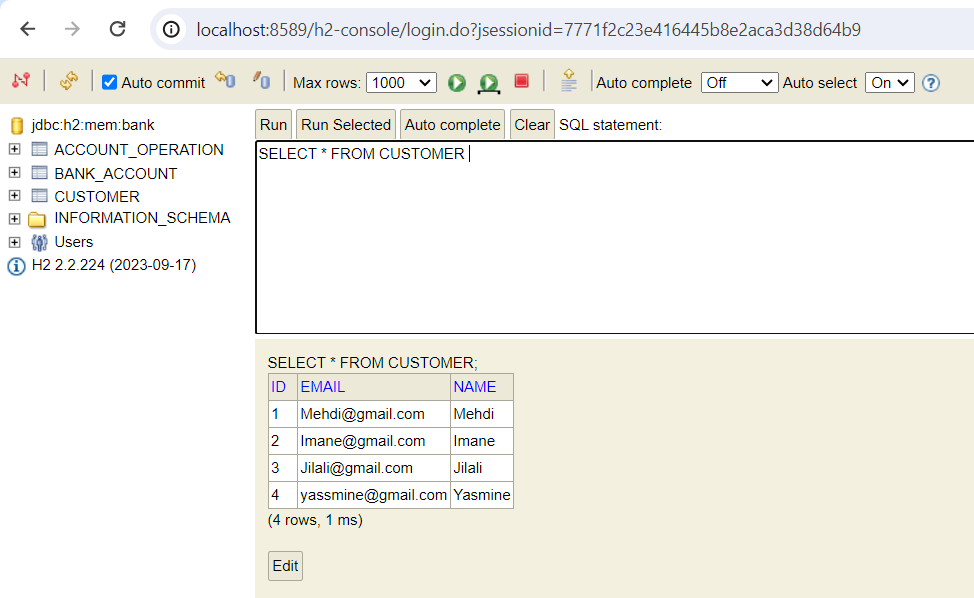 localhost:8589/h2-console/login.do?jsessionid=7771f2c23e416445b8e2aca3d38d64b9
Auto commit Max rows: 1000 Auto complete Off Auto select On ?
jdbc:h2:mem:bank
ACCOUNT_OPERATION
BANK_ACCOUNT
CUSTOMER
INFORMATION_SCHEMA
Users
H2 2.2.224 (2023-09-17)
Run Run Selected Auto complete Clear SQL statement:
SELECT * FROM CUSTOMER
SELECT * FROM CUSTOMER;
ID EMAIL NAME
1 Mehdi@gmail.com Mehdi
2 Imane@gmail.com Imane
3 Jilali@gmail.com Jilali
4 yassmine@gmail.com Yasmine
(4 rows, 1 ms)
Edit